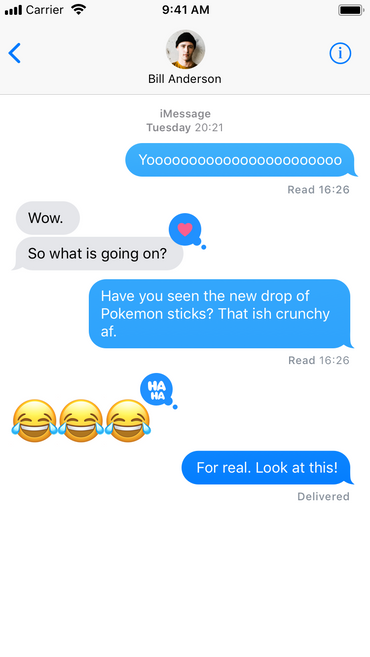 Carrier
9:41 AM
Bill Anderson
iMessage
Tuesday 20:21
Yooooooooooooooooooooooo
Read 16:26
Wow.
So what is going on?
Have you seen the new drop of
Pokemon sticks? That ish crunchy
af.
Read 16:26
HA
HA
😂😂😂
For real. Look at this!
Delivered